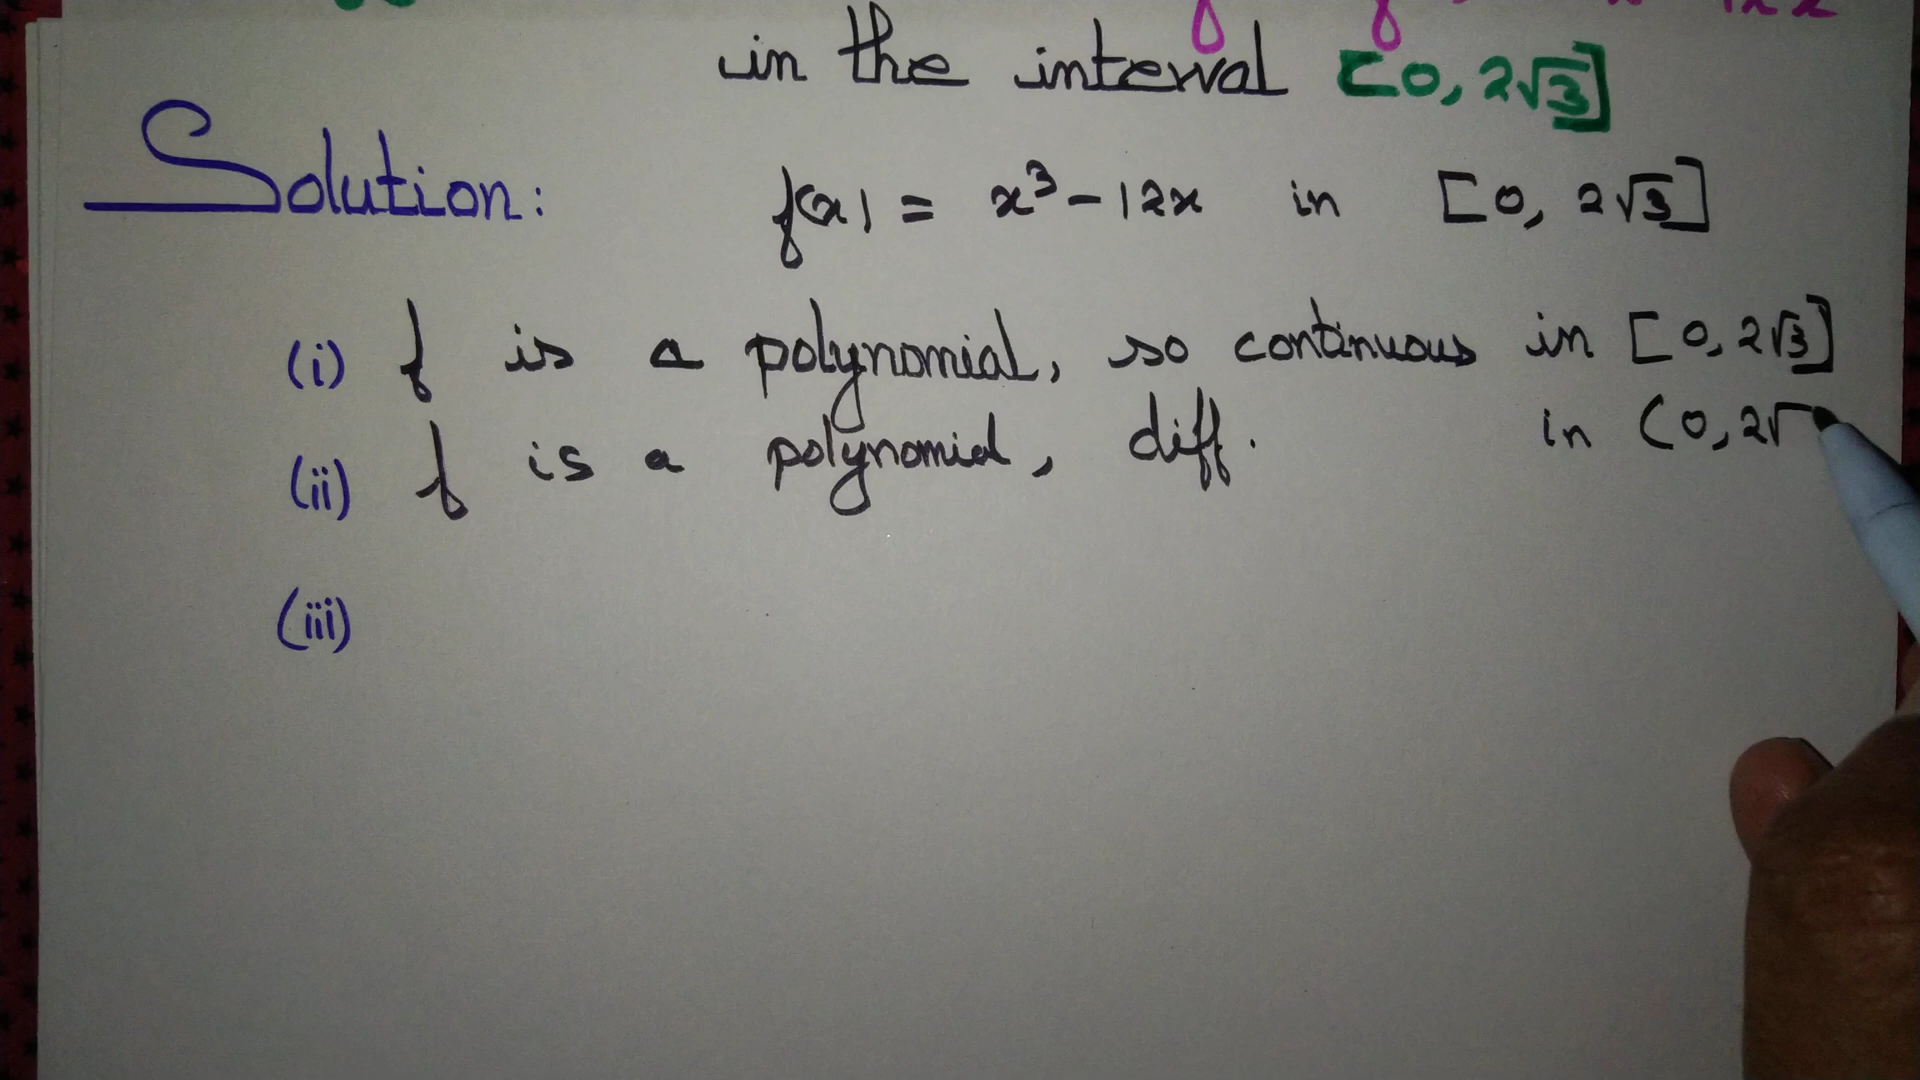 in the interval [0, 2√3]
Solution: f(x) = x³ - 12x in [0, 2√3]
(i) f is a polynomial, so continuous in [0, 2√3]
(ii) f is a polynomial, diff. in (0, 2√
(iii)